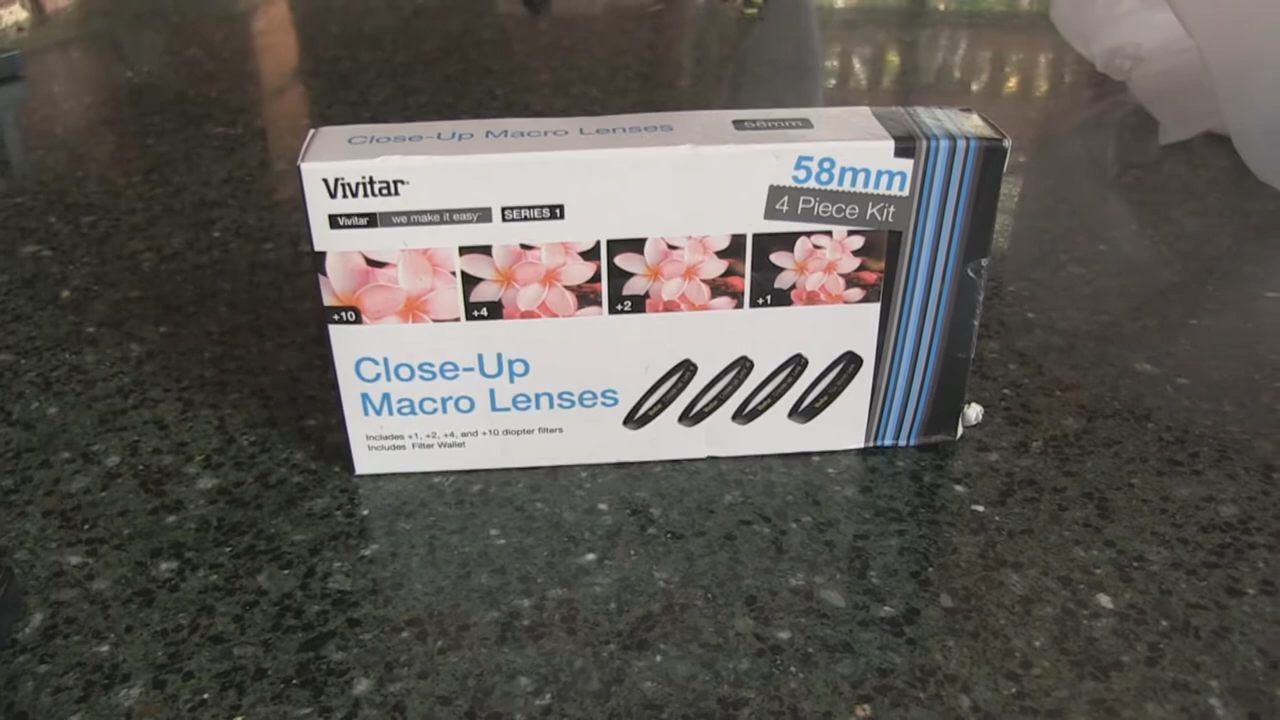 Close-Up Macro Lenses 58mm
Vivitar
Vivitar we make it easy SERIES 1
58mm
4 Piece Kit
+10 +4 +2 +1
Close-Up
Macro Lenses
Includes +1, +2, +4, and +10 diopter filters
Includes Filter Wallet